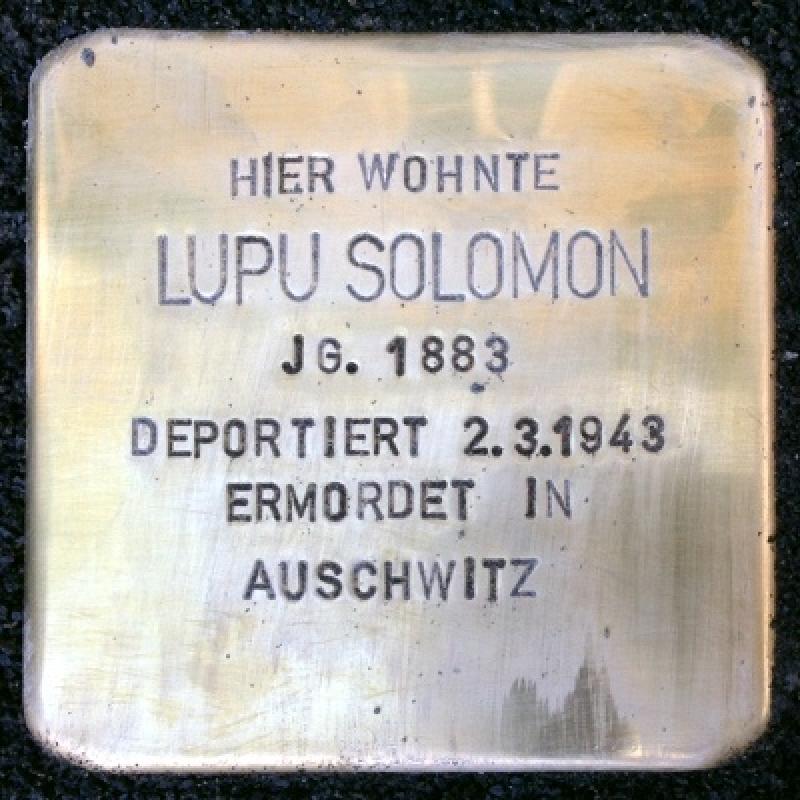 HIER WOHNTE
LUPU SOLOMON
JG. 1883
DEPORTIERT 2.3.1943
ERMORDET IN
AUSCHWITZ